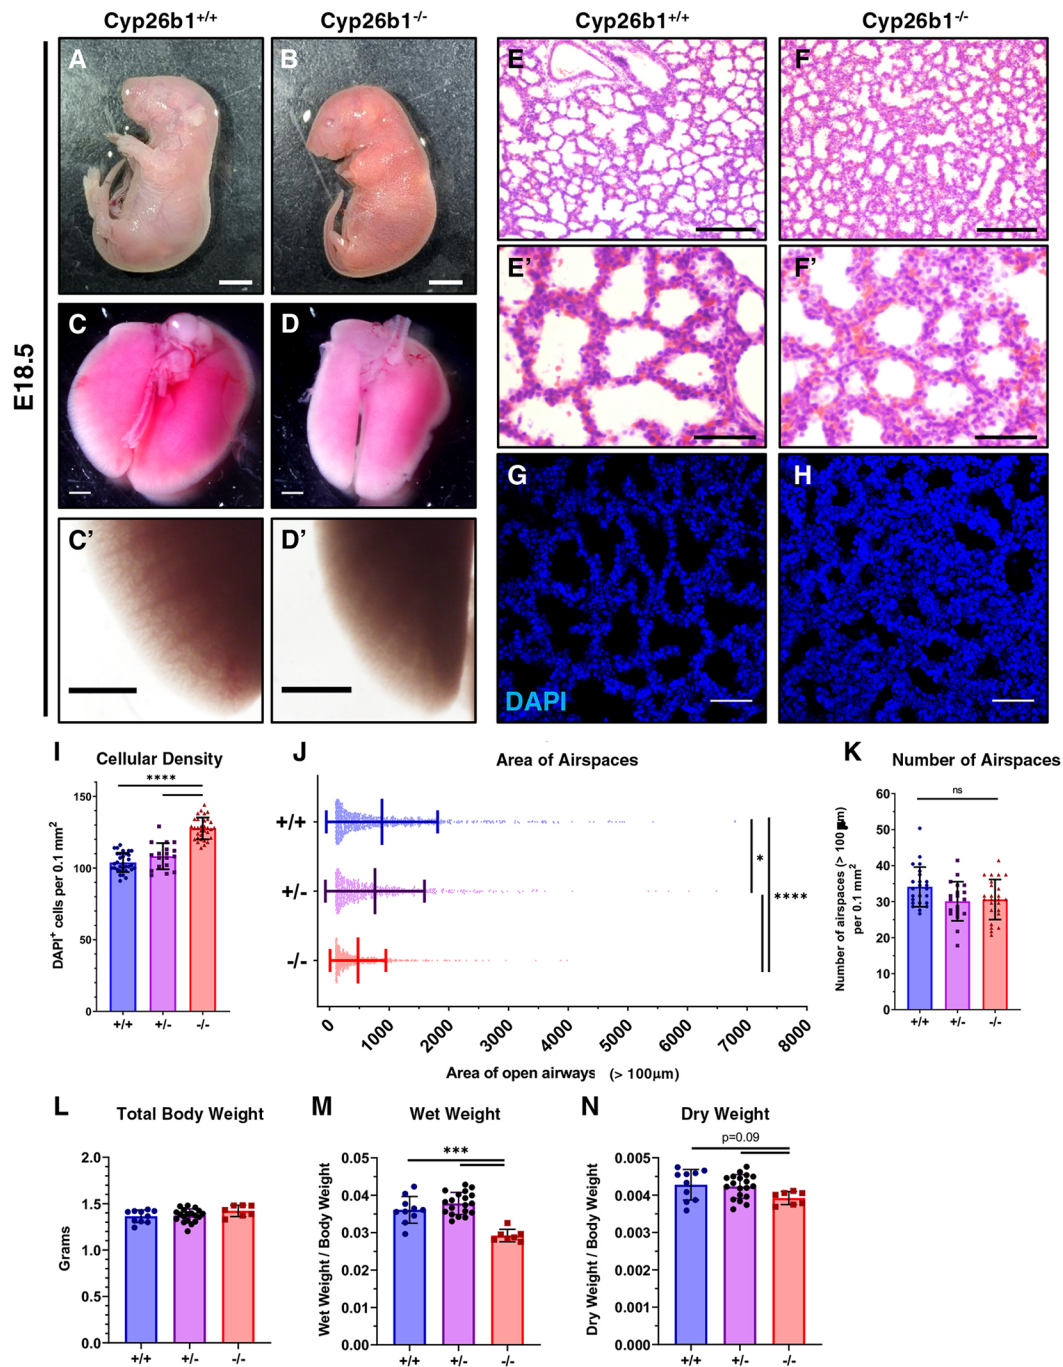 Cyp26b1+/+
Cyp26b1-/-
Cyp26b1+/+
Cyp26b1-/-
E18.5
A
B
C
D
C’
D’
E
F
E’
F’
G
H
DAPI
I
Cellular Density
****
DAPI+ cells per 0.1 mm2
150
100
50
0
+/+
+/-
-/-
J
Area of Airspaces
+/+
+/-
-/-
*
****
0
1000
2000
3000
4000
5000
6000
7000
8000
Area of open airways (> 100μm)
K
Number of Airspaces
ns
Number of airspaces (> 100
per 0.1 mm2
60
50
40
30
20
10
0
+/+
+/-
-/-
L
Total Body Weight
Grams
2.0
1.5
1.0
0.5
0.0
+/+
+/-
-/-
M
Wet Weight
***
Wet Weight / Body Weight
0.05
0.04
0.03
0.02
0.01
0.00
+/+
+/-
-/-
N
Dry Weight
p=0.09
Dry Weight / Body Weight
0.005
0.004
0.003
0.002
0.001
0.000
+/+
+/-
-/-